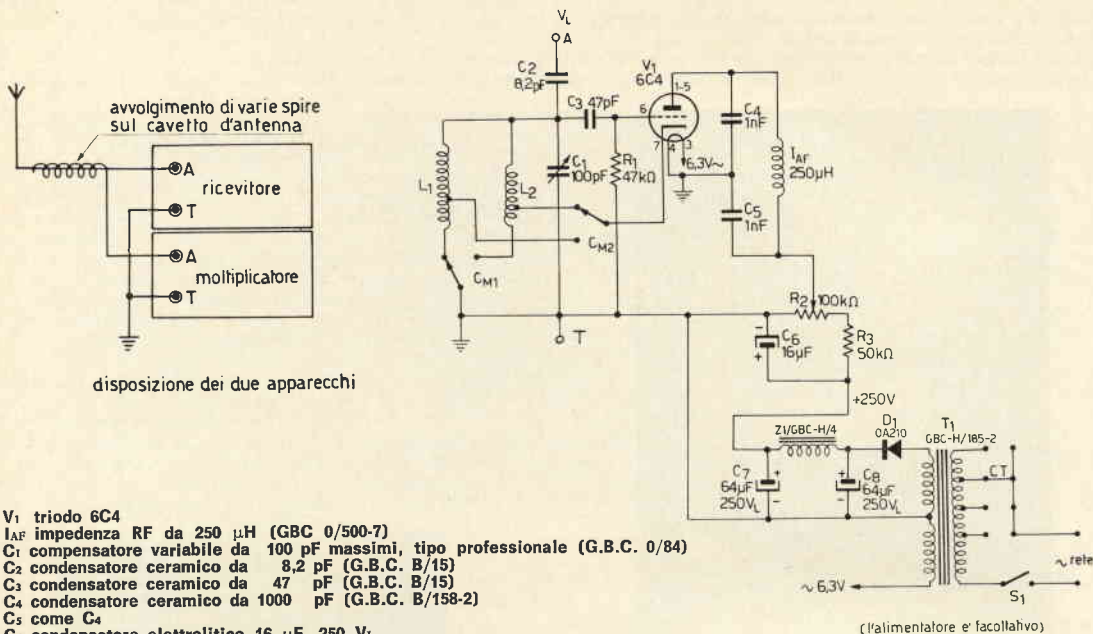 avvolgimento di varie spire
sul cavetto d'antenna
A
ricevitore
T
A
moltiplicatore
T
disposizione dei due apparecchi
VL
A
C2
8,2pF
C3 47pF
V1
6C4
1-5
6
7 4 3
6,3V~
C4
1nF
IAF
250µH
C5
1nF
L1
L2
C1
100pF
R1
47kΩ
CM2
CM1
T
R2 100kΩ
C6
16µF
R3
50kΩ
+250V
Z1/GBC-H/4
D1
OA210
T1
GBC-H/185-2
CT
C7
64µF
250VL
C8
64µF
250VL
~ rete
~ 6,3V
S1
(l'alimentatore e' facoltativo)
V1 triodo 6C4
IAF impedenza RF da 250 µH (GBC 0/500-7)
C1 compensatore variabile da 100 pF massimi, tipo professionale (G.B.C. 0/84)
C2 condensatore ceramico da 8,2 pF (G.B.C. B/15)
C3 condensatore ceramico da 47 pF (G.B.C. B/15)
C4 condensatore ceramico da 1000 pF (G.B.C. B/158-2)
C5 come C4
condensatore elettrolitico 16 µF, 250 VL